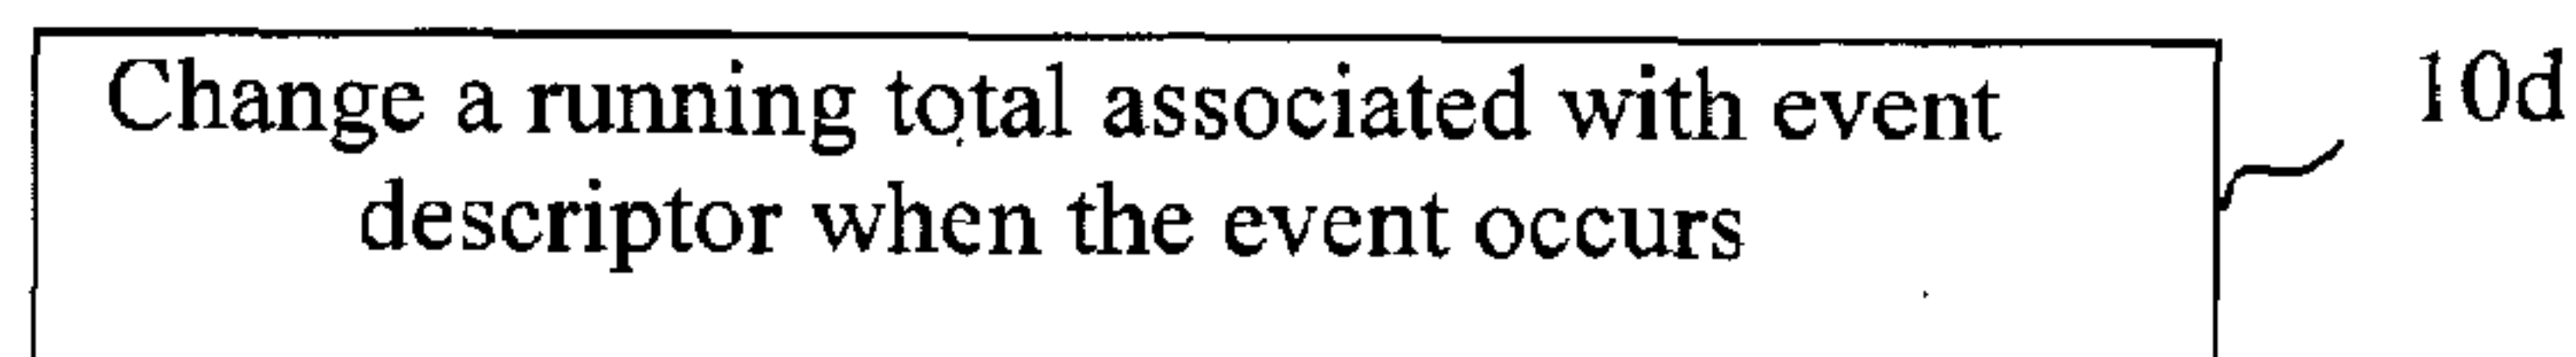 Change a running total associated with event
descriptor when the event occurs
10d